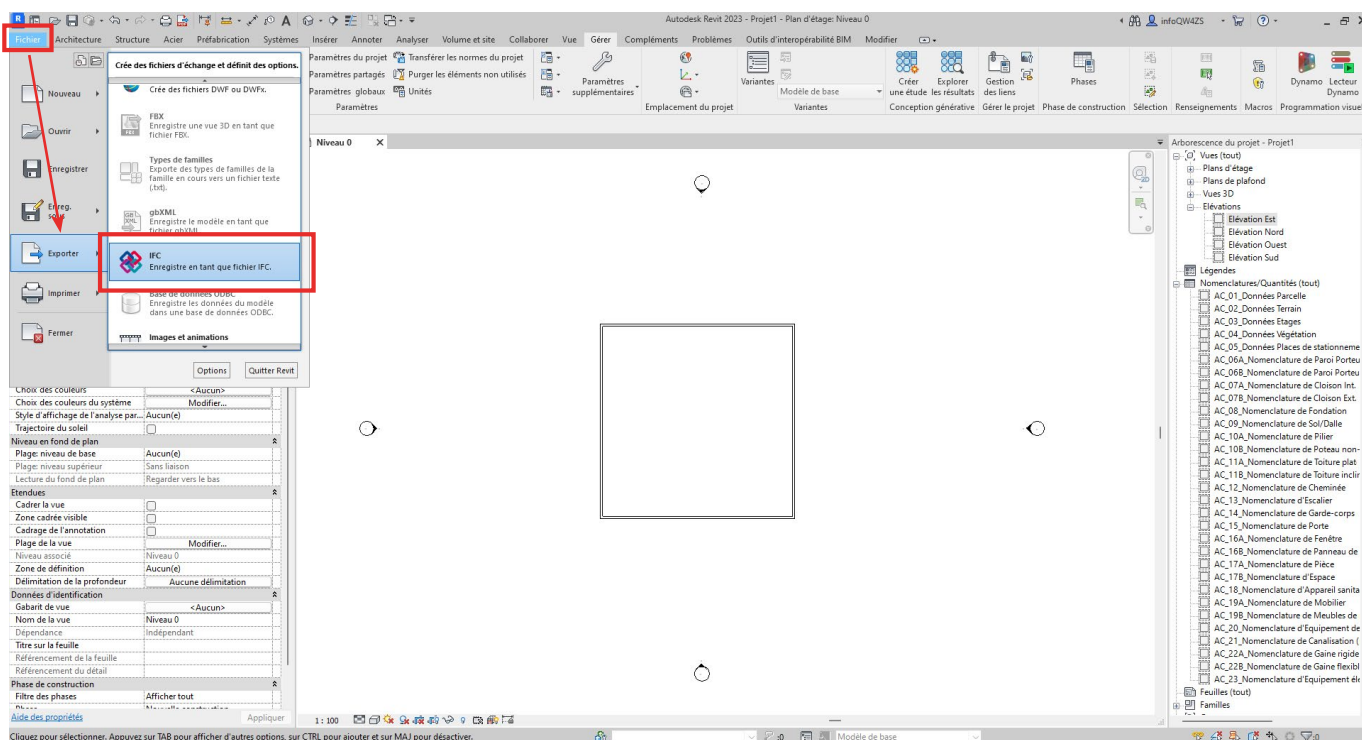 Autodesk Revit 2023 - Projet1 - Plan d'étage: Niveau 0
infoQW4ZS
Fichier Architecture Structure Acier Préfabrication Systèmes Insérer Annoter Analyser Volume et site Collaborer Vue Gérer Compléments Problèmes Outils d'interopérabilité BIM Modifier
Paramètres du projet Transférer les normes du projet
Paramètres partagés Purger les éléments non utilisés
Paramètres globaux Unités
Paramètres
supplémentaires
Variantes
Modèle de base
Créer
une étude
Explorer
les résultats
Gestion
des liens
Phases
Dynamo
Lecteur
Dynamo
Paramètres
Emplacement du projet
Variantes
Conception générative
Gérer le projet
Phase de construction
Sélection
Renseignements
Macros
Programmation visue
Nouveau
Ouvrir
Enregistrer
Enreg.
Exporter
Imprimer
Fermer
Crée des fichiers d'échange et définit des options.
Crée des fichiers DWF ou DWFx.
FBX
Enregistre une vue 3D en tant que
fichier FBX.
Types de familles
Exporte des types de familles de la
famille en cours vers un fichier texte
(.txt).
gbXML
Enregistre le modèle en tant que
fichier gbXML.
IFC
Enregistre en tant que fichier IFC.
Base de données ODBC
Enregistre les données du modèle
dans une base de données ODBC.
Images et animations
Options
Quitter Revit
Niveau 0 X
Choix des couleurs <Aucun>
Choix des couleurs du système Modifier...
Style d'affichage de l'analyse par... Aucun(e)
Trajectoire du soleil
Niveau en fond de plan
Plage: niveau de base Aucun(e)
Plage: niveau supérieur Sans liaison
Lecture du fond de plan Regarder vers le bas
Etendues
Cadrer la vue
Zone cadrée visible
Cadrage de l'annotation
Plage de la vue Modifier...
Niveau associé Niveau 0
Zone de définition Aucun(e)
Délimitation de la profondeur Aucune délimitation
Données d'identification
Gabarit de vue <Aucun>
Nom de la vue Niveau 0
Dépendance Indépendant
Titre sur la feuille
Référencement de la feuille
Référencement du détail
Phase de construction
Filtre des phases Afficher tout
Aide des propriétés
Appliquer
1 : 100
Arborescence du projet - Projet1
Vues (tout)
Plans d'étage
Plans de plafond
Vues 3D
Elévations
Elévation Est
Elévation Nord
Elévation Ouest
Elévation Sud
Légendes
Nomenclatures/Quantités (tout)
AC_01_Données Parcelle
AC_02_Données Terrain
AC_03_Données Etages
AC_04_Données Végétation
AC_05_Données Places de stationneme
AC_06A_Nomenclature de Paroi Porteu
AC_06B_Nomenclature de Paroi Porteu
AC_07A_Nomenclature de Cloison Int.
AC_07B_Nomenclature de Cloison Ext.
AC_08_Nomenclature de Fondation
AC_09_Nomenclature de Sol/Dalle
AC_10A_Nomenclature de Pilier
AC_10B_Nomenclature de Poteau non-
AC_11A_Nomenclature de Toiture plat
AC_11B_Nomenclature de Toiture inclir
AC_12_Nomenclature de Cheminée
AC_13_Nomenclature d'Escalier
AC_14_Nomenclature de Garde-corps
AC_15_Nomenclature de Porte
AC_16A_Nomenclature de Fenêtre
AC_16B_Nomenclature de Panneau de
AC_17A_Nomenclature de Pièce
AC_17B_Nomenclature d'Espace
AC_18_Nomenclature d'Appareil sanita
AC_19A_Nomenclature de Mobilier
AC_19B_Nomenclature de Meubles de
AC_20_Nomenclature d'Equipement de
AC_21_Nomenclature de Canalisation (
AC_22A_Nomenclature de Gaine rigide
AC_22B_Nomenclature de Gaine flexibl
AC_23_Nomenclature d'Equipement éle
Feuilles (tout)
Familles
Cliquez pour sélectionner. Appuyez sur TAB pour afficher d'autres options, sur CTRL pour ajouter et sur MAJ pour désactiver.
:0
Modèle de base
:0